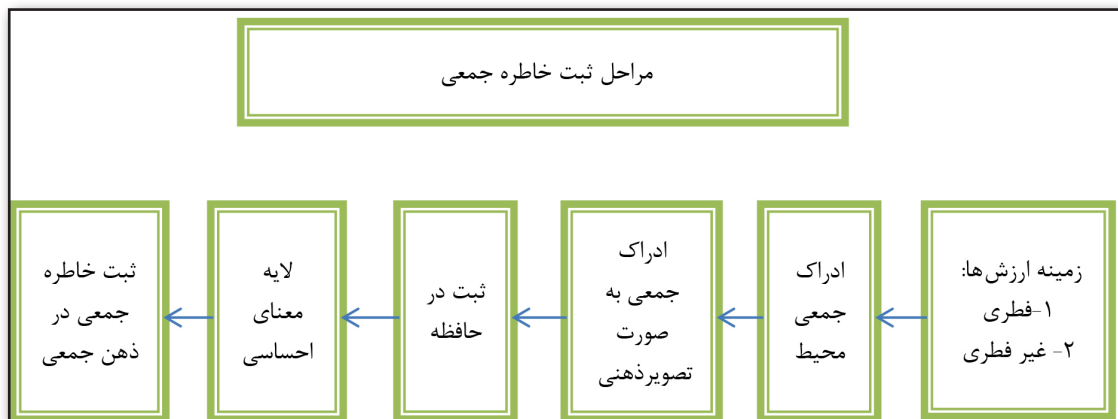 مراحل ثبت خاطره جمعی
زمینه ارزش‌ها:
۱-فطری
۲- غیر فطری
ادراک
جمعی
محیط
ادراک
جمعی به
صورت
تصویرذهنی
ثبت در
حافظه
لایه
معنای
احساسی
ثبت خاطره
جمعی در
ذهن جمعی